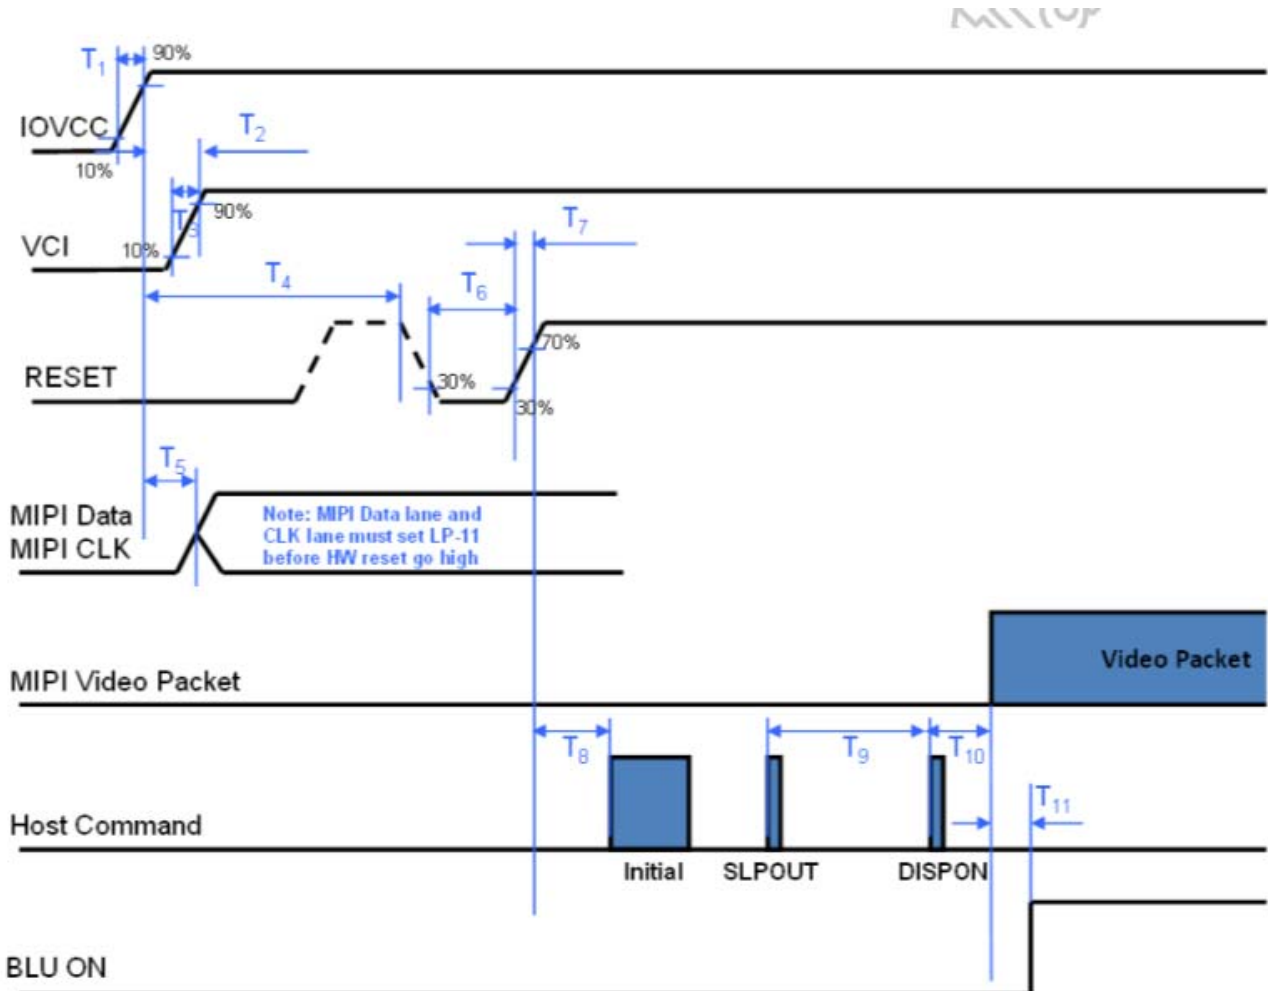 T1
90%
IOVCC
T2
10%
T3
90%
VCI
10%
T7
T4
T6
RESET
70%
30%
30%
T5
MIPI Data
MIPI CLK
Note: MIPI Data lane and
CLK lane must set LP-11
before HW reset go high
Video Packet
MIPI Video Packet
T8
T9
T10
T11
Host Command
Initial
SLPOUT
DISPON
BLU ON